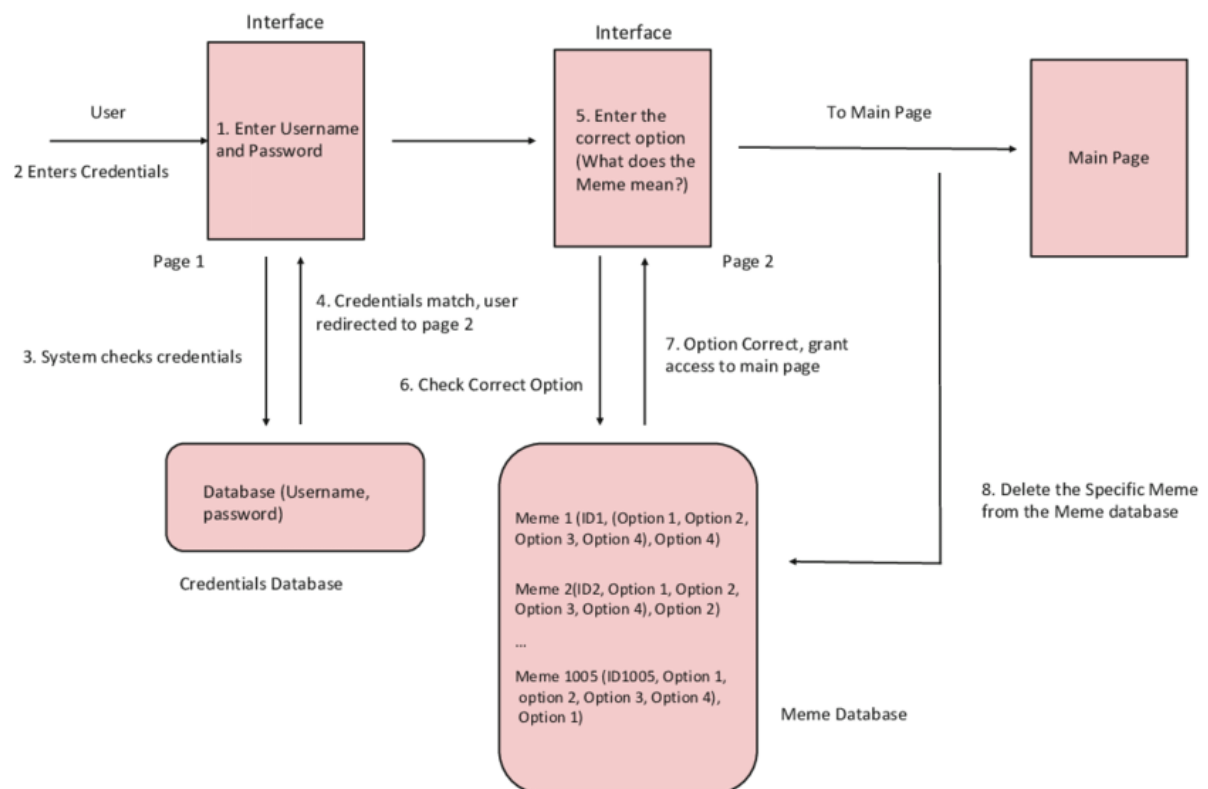 Interface
User
2 Enters Credentials
1. Enter Username
and Password
Page 1
3. System checks credentials
4. Credentials match, user
redirected to page 2
Database (Username,
password)
Credentials Database
Interface
5. Enter the
correct option
(What does the
Meme mean?)
Page 2
6. Check Correct Option
7. Option Correct, grant
access to main page
Meme 1 (ID1, (Option 1, Option 2,
Option 3, Option 4), Option 4)
Meme 2(ID2, Option 1, Option 2,
Option 3, Option 4), Option 2)
...
Meme 1005 (ID1005, Option 1,
option 2, Option 3, Option 4),
Option 1)
Meme Database
To Main Page
Main Page
8. Delete the Specific Meme
from the Meme database